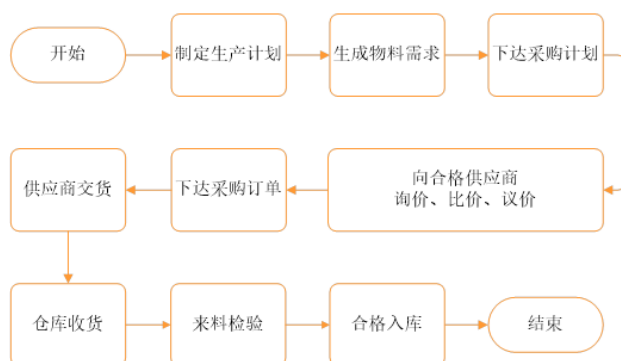 开始
制定生产计划
生成物料需求
下达采购计划
向合格供应商
询价、比价、议价
下达采购订单
供应商交货
仓库收货
来料检验
合格入库
结束